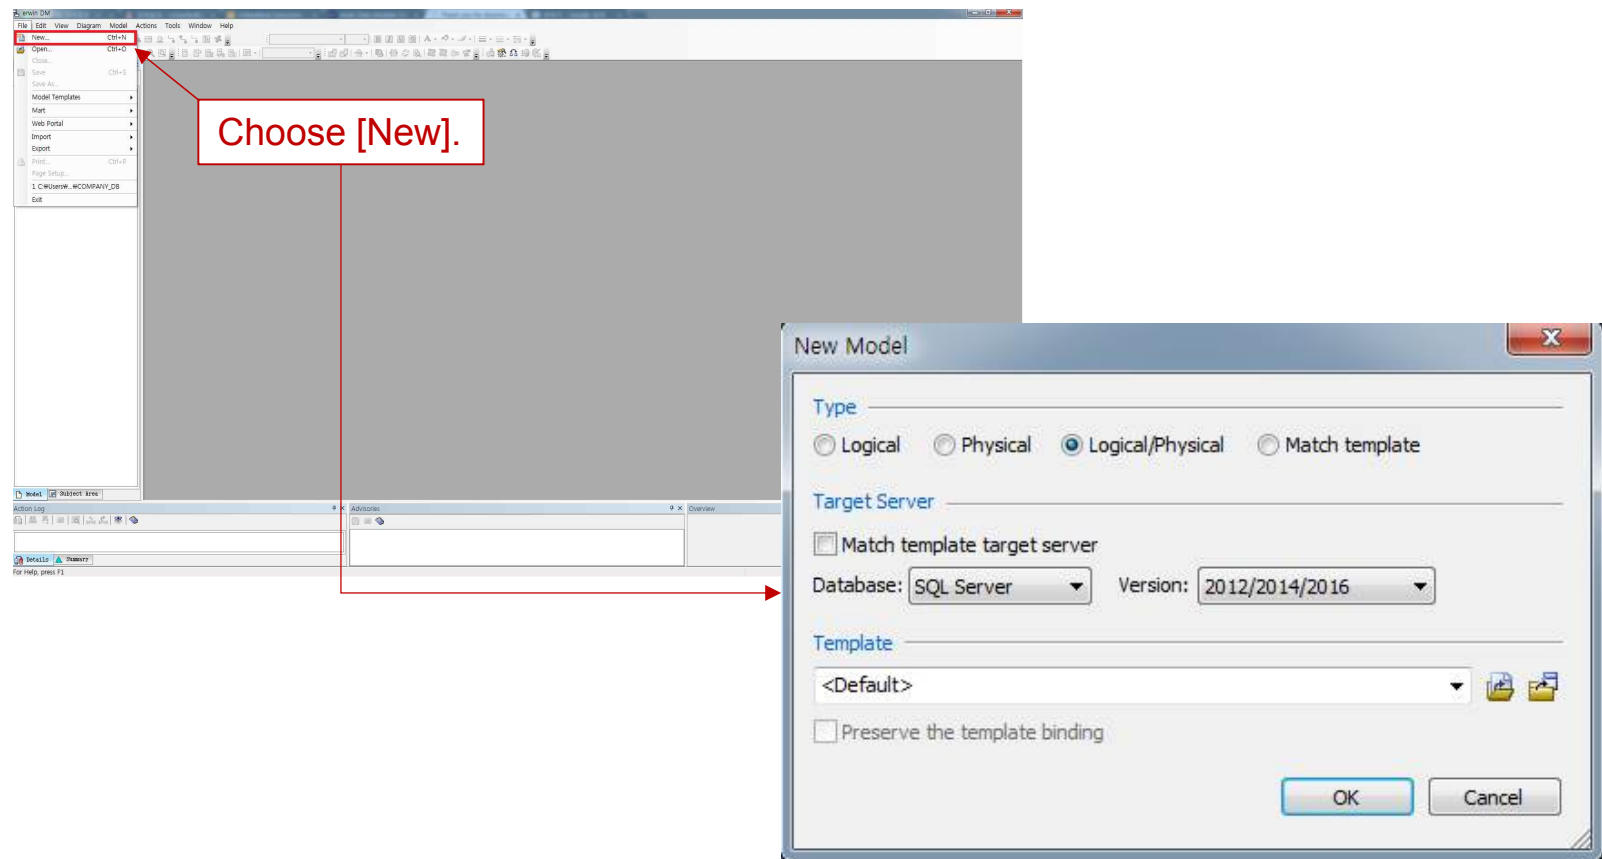 erwin DM
File Edit View Diagram Model Actions Tools Window Help
New... Ctrl+N
Open... Ctrl+O
Close...
Save Ctrl+S
Save As...
Model Templates
Mart
Web Portal
Import
Export
Print... Ctrl+P
Page Setup...
1 C:₩Users₩...₩COMPANY_DB
Exit
Choose [New].
Model Subject Area
Action Log
Advisories
Overview
Details Summary
For Help, press F1
New Model
Type
Logical Physical Logical/Physical Match template
Target Server
Match template target server
Database: SQL Server Version: 2012/2014/2016
Template
<Default>
Preserve the template binding
OK Cancel